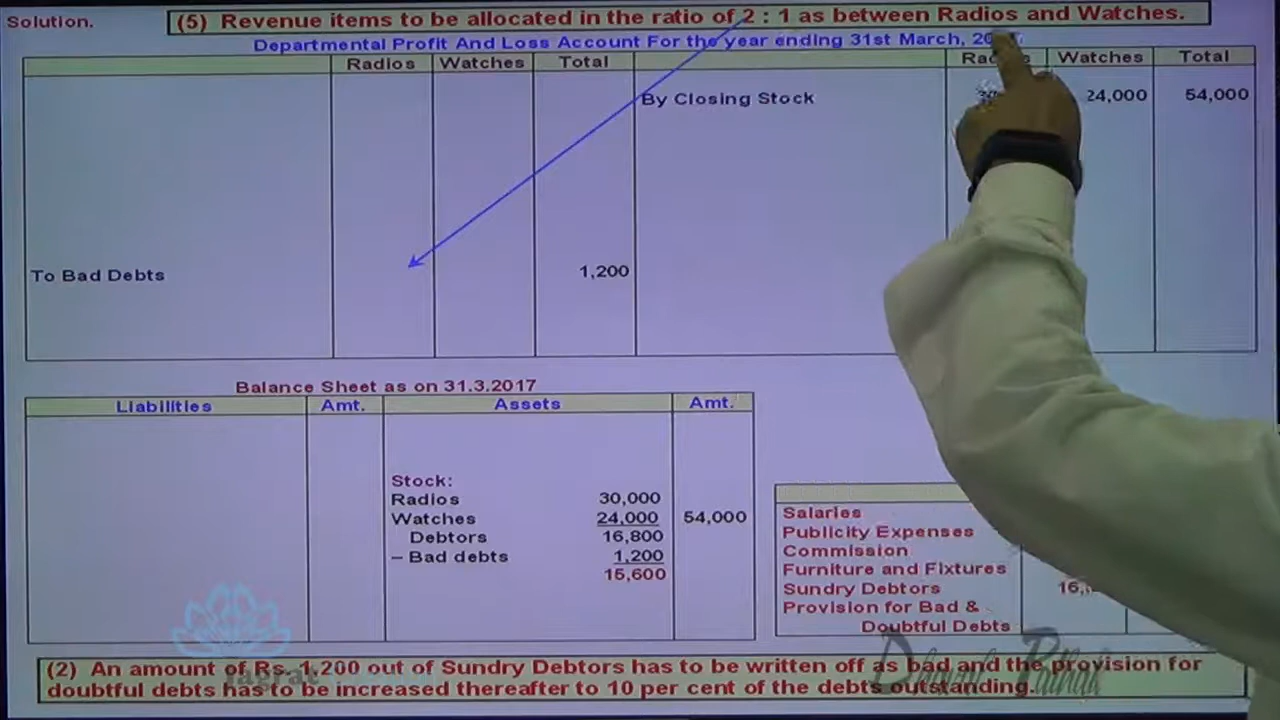 Solution.
(5) Revenue items to be allocated in the ratio of 2 : 1 as between Radios and Watches.
Departmental Profit And Loss Account For the year ending 31st March,
Radios Watches Total Watches Total
By Closing Stock 24,000 54,000
To Bad Debts 1,200
Balance Sheet as on 31.3.2017
Liabilities Amt. Assets Amt.
Stock:
Radios 30,000
Watches 24,000 54,000
Debtors 16,800
– Bad debts 1,200
15,600
Salaries
Publicity Expenses
Commission
Furniture and Fixtures
Sundry Debtors
Provision for Bad &
Doubtful Debts
(2) An amount of Rs. 1,200 out of Sundry Debtors has to be written off as bad and the provision for
doubtful debts has to be increased thereafter to 10 per cent of the debts outstanding.